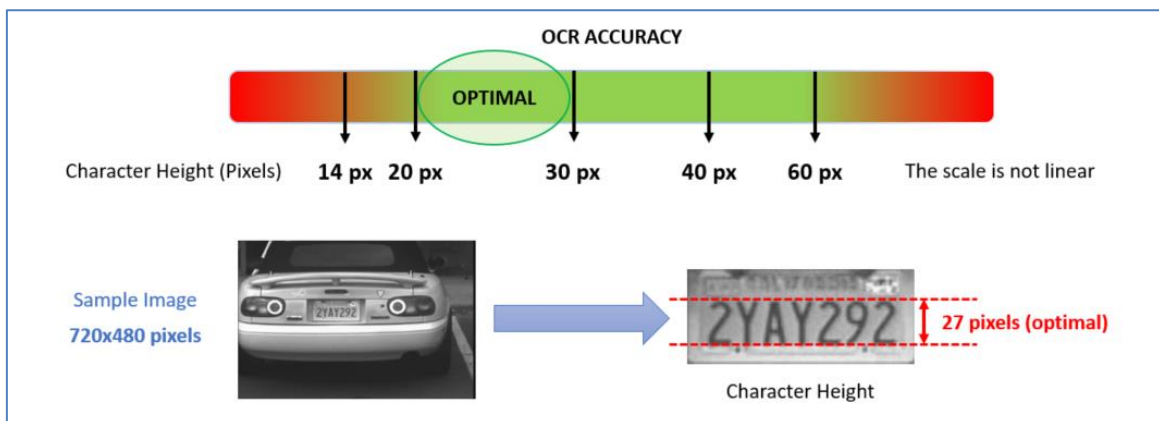 OCR ACCURACY
OPTIMAL
Character Height (Pixels) 14 px 20 px 30 px 40 px 60 px The scale is not linear
Sample Image
720x480 pixels
2YAY292
2YAY292
27 pixels (optimal)
Character Height